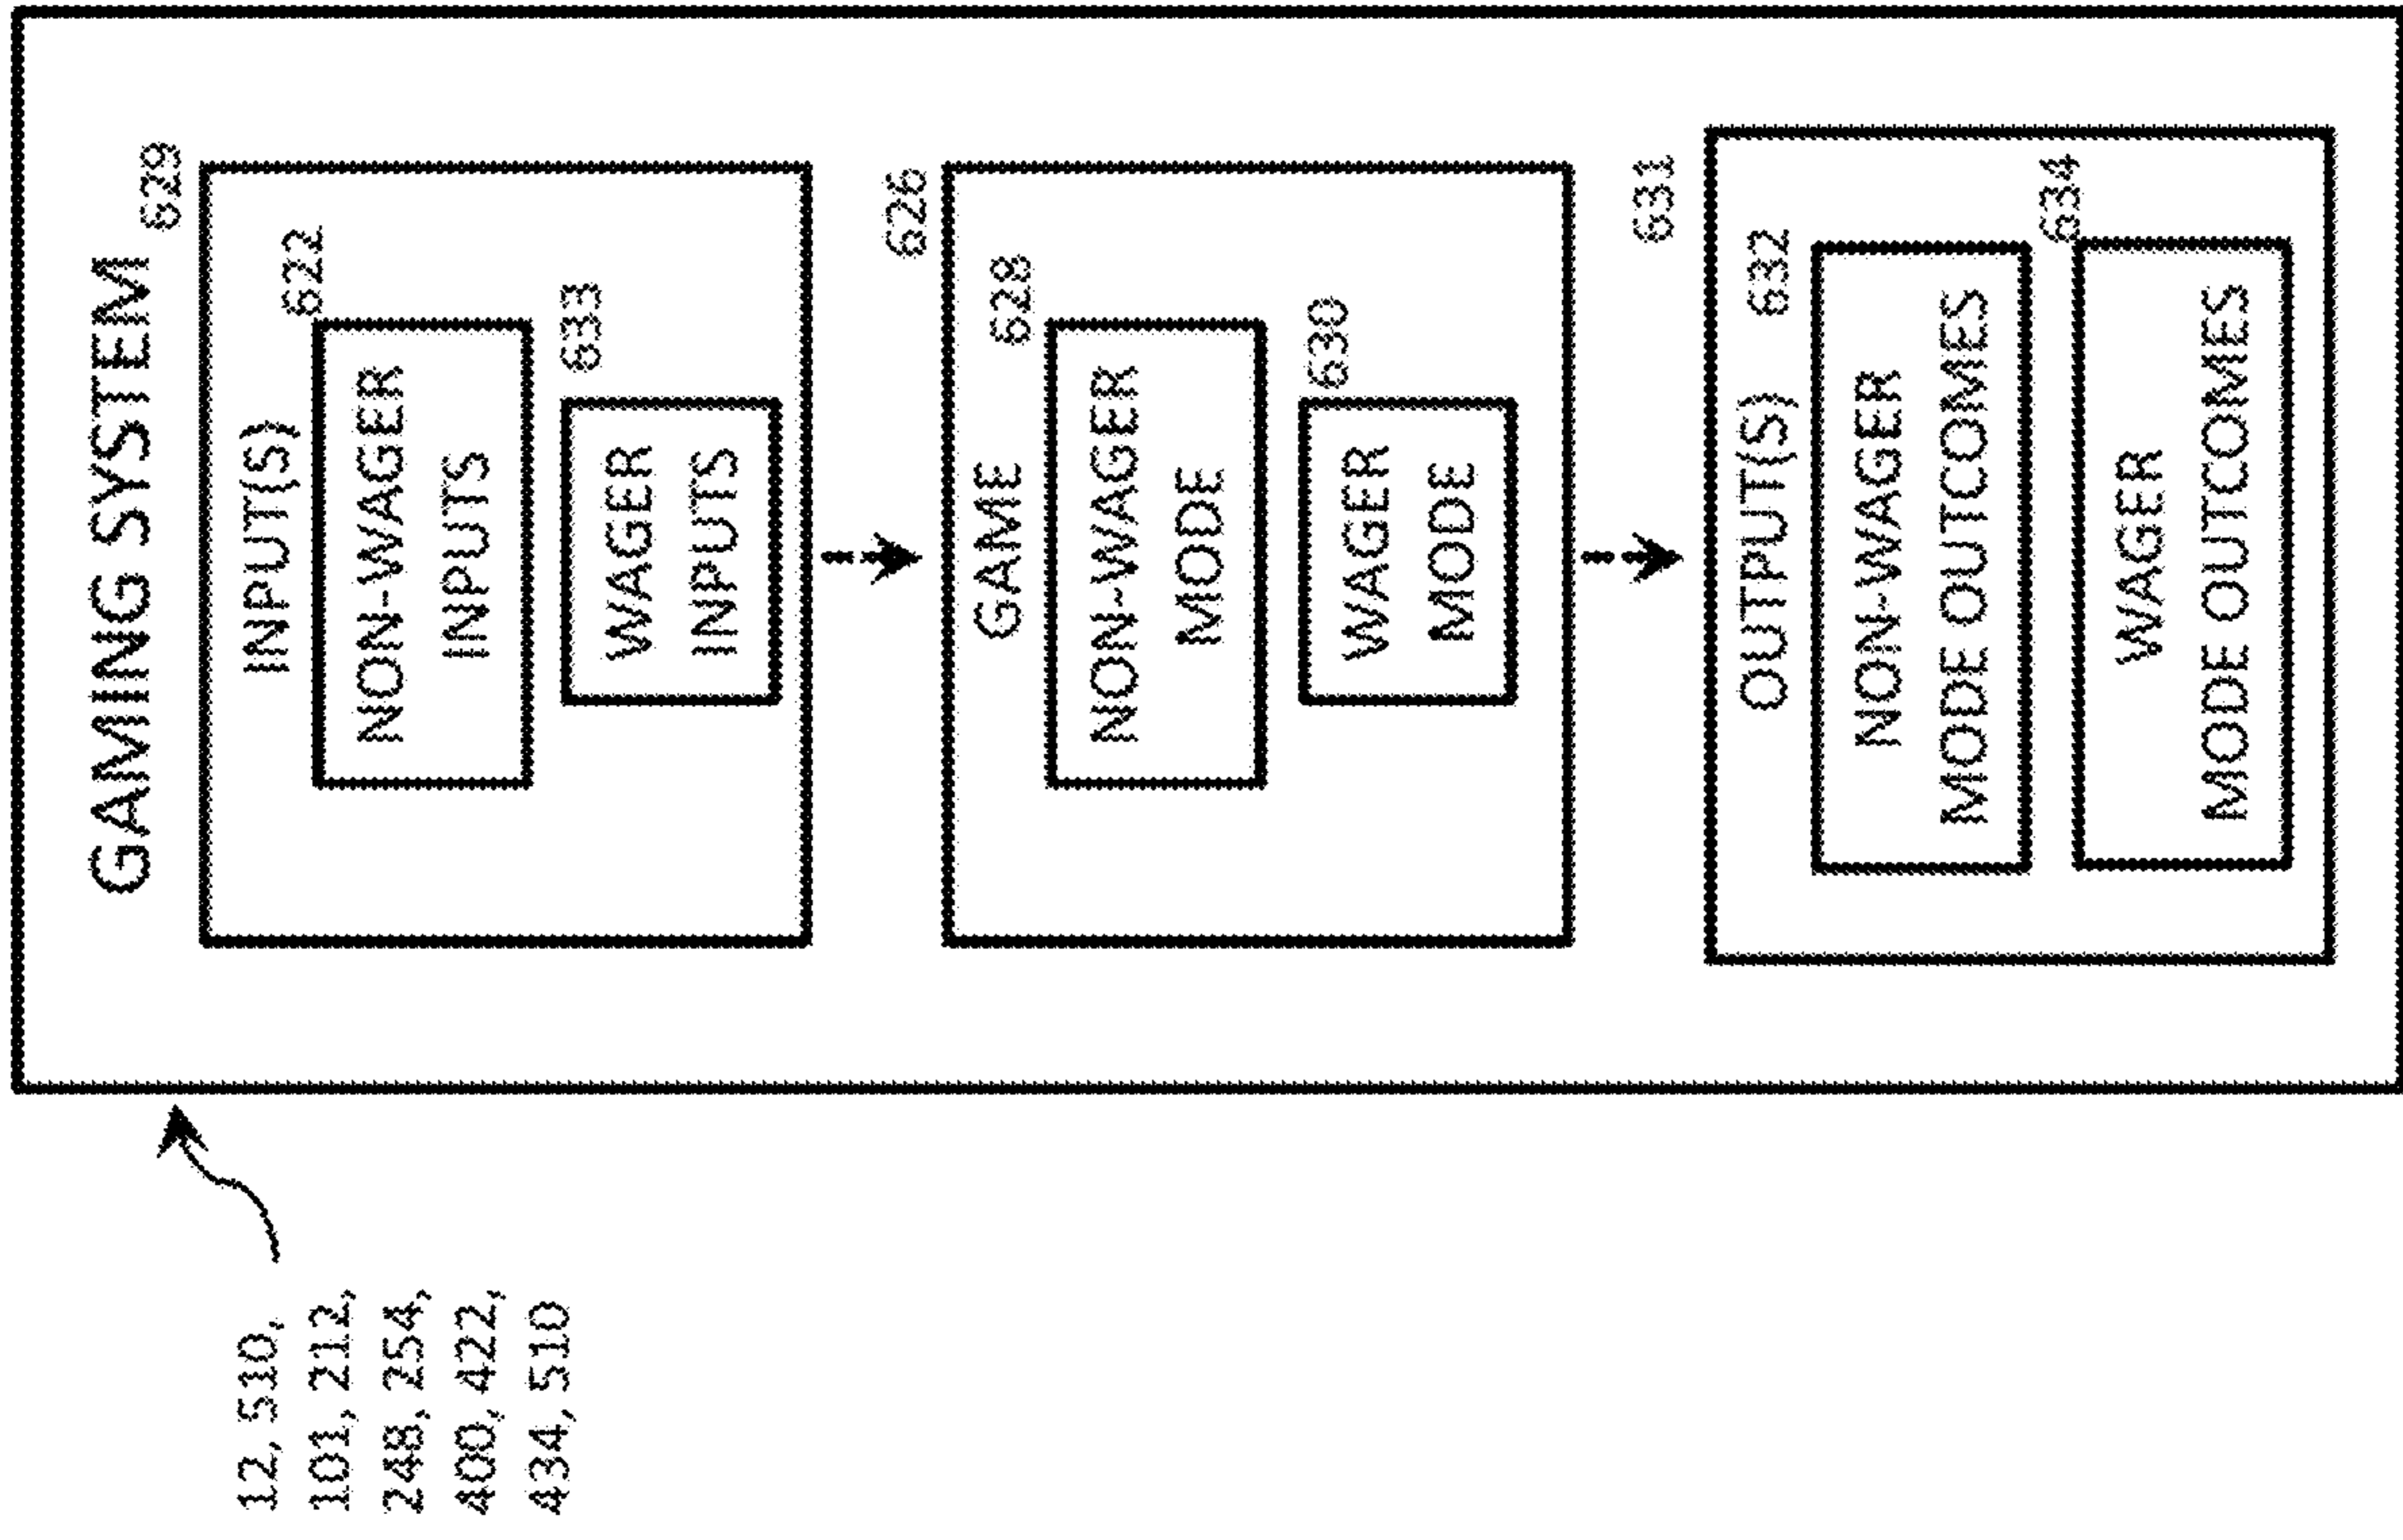 12, 510,
101, 212,
248, 254,
400, 422,
434, 510
GAMING SYSTEM
629
INPUT(S)
622
NON-WAGER
INPUTS
633
WAGER
INPUTS
626
GAME
628
NON-WAGER
MODE
630
WAGER
MODE
631
OUTPUT(S)
632
NON-WAGER
MODE OUTCOMES
634
WAGER
MODE OUTCOMES